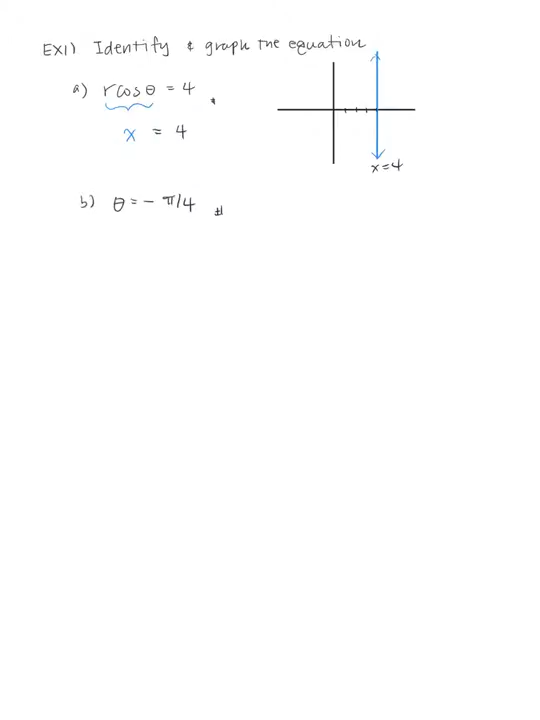 EX1) Identify & graph the equation
a) r cos θ = 4
x = 4
x=4
b) θ = - π/4